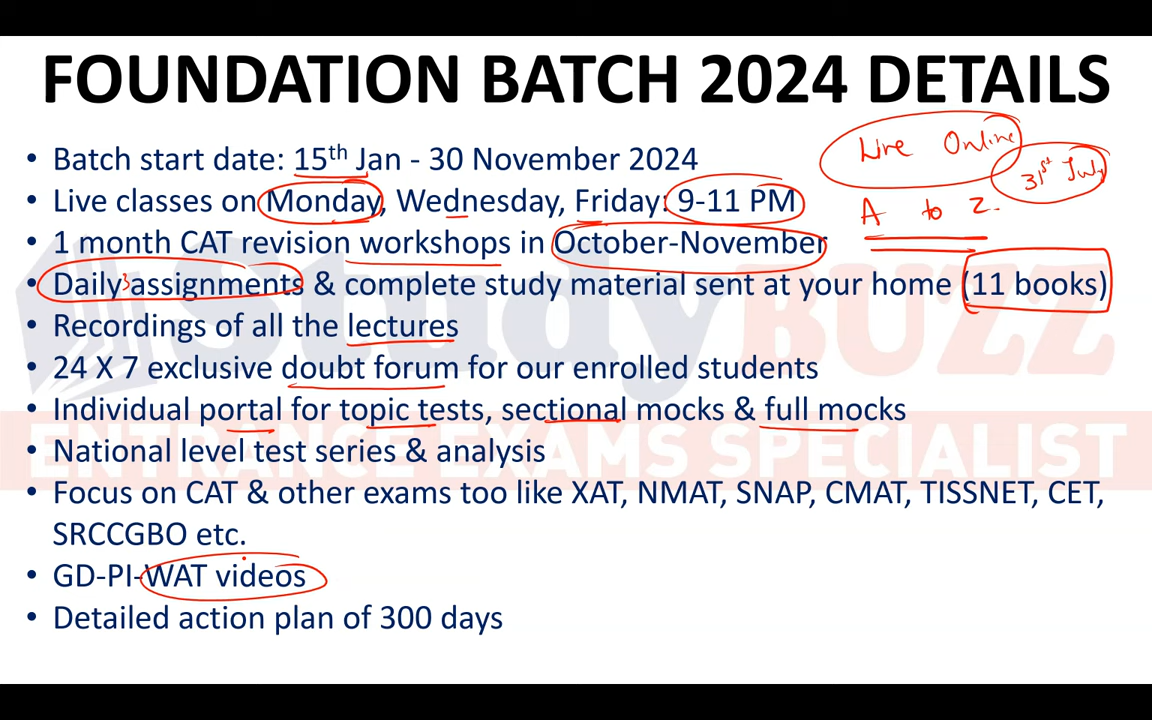 FOUNDATION BATCH 2024 DETAILS
• Batch start date: 15th Jan - 30 November 2024
Live Online
31st July
• Live classes on Monday, Wednesday, Friday: 9-11 PM
A to Z.
• 1 month CAT revision workshops in October-November
• Daily assignments & complete study material sent at your home (11 books)
• Recordings of all the lectures
• 24 X 7 exclusive doubt forum for our enrolled students
• Individual portal for topic tests, sectional mocks & full mocks
• National level test series & analysis
• Focus on CAT & other exams too like XAT, NMAT, SNAP, CMAT, TISSNET, CET,
SRCCGBO etc.
• GD-PI-WAT videos
• Detailed action plan of 300 days
StudyBUZZ
ENTRANCE EXAMS SPECIALIST